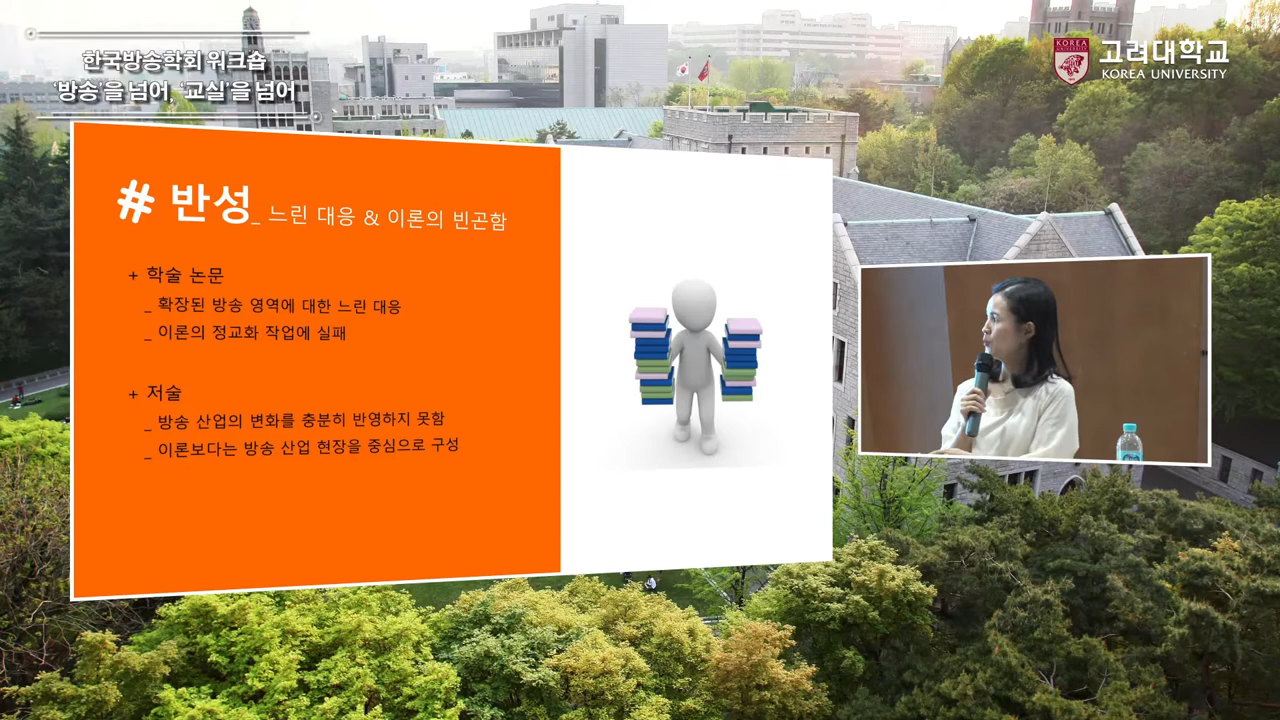 한국방송학회 워크숍
'방송'을 넘어, '교실'을 넘어
KOREA
UNIVERSITY
고려대학교
KOREA UNIVERSITY
# 반성_ 느린 대응 & 이론의 빈곤함
+ 학술 논문
_ 확장된 방송 영역에 대한 느린 대응
_ 이론의 정교화 작업에 실패
+ 저술
_ 방송 산업의 변화를 충분히 반영하지 못함
_ 이론보다는 방송 산업 현장을 중심으로 구성